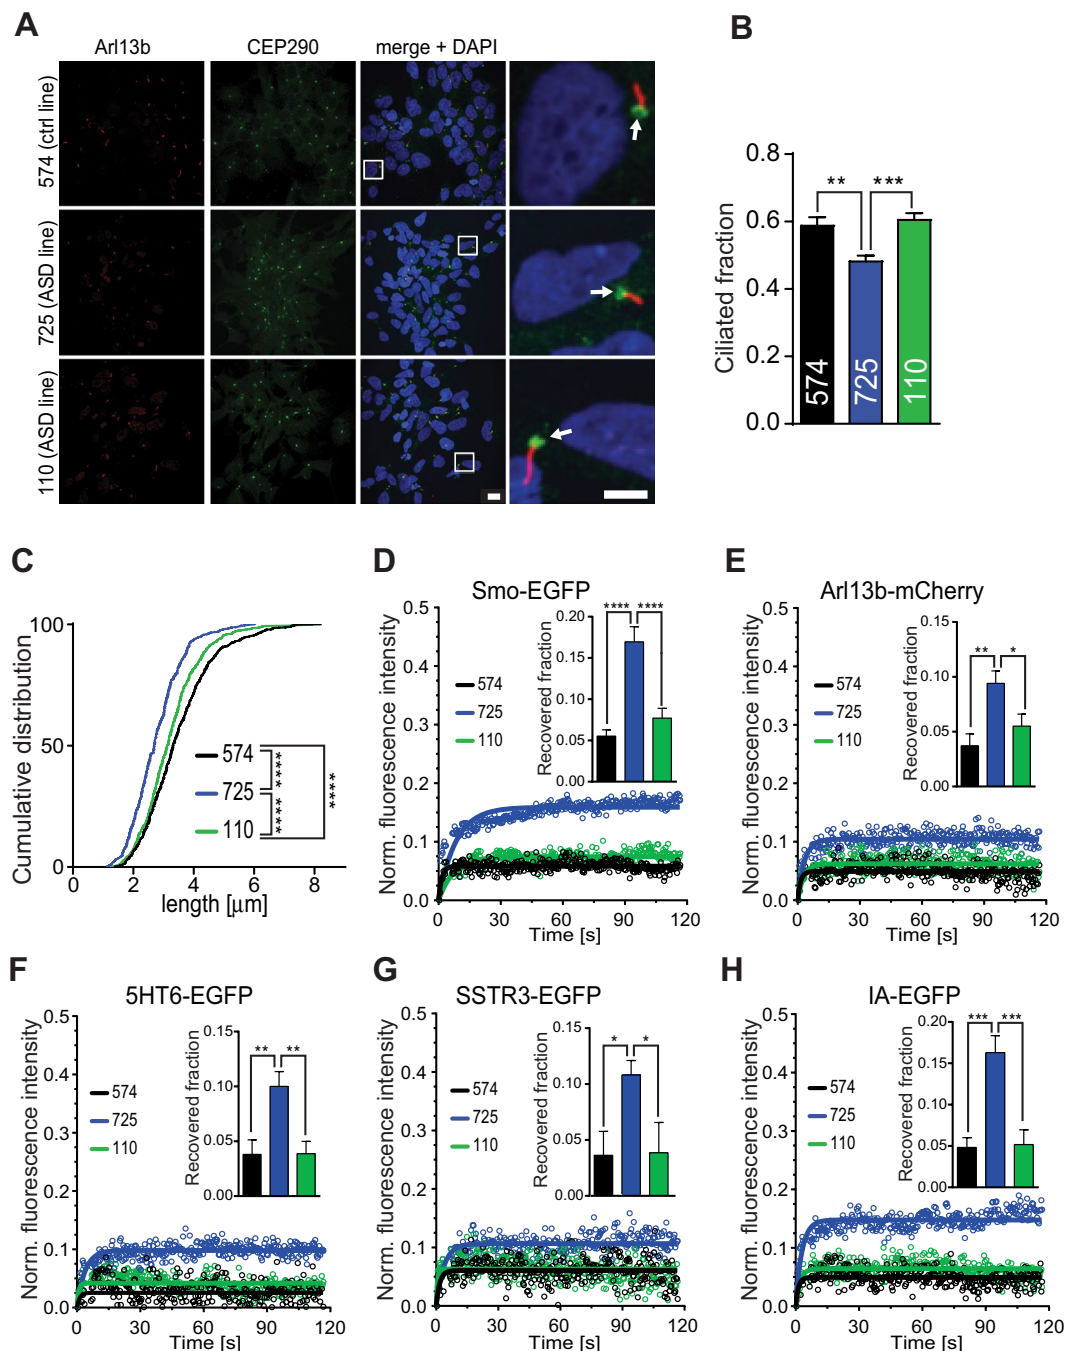 A
Arl13b CEP290 merge + DAPI
574 (ctrl line)
725 (ASD line)
110 (ASD line)
B
Ciliated fraction
0.8
0.6
0.4
0.2
0.0
** ***
574 725 110
C
Cumulative distribution
100
50
0
0 2 4 6 8
length [µm]
574
725
110
****
****
****
D
Smo-EGFP
Norm. fluorescence intensity
0.5
0.4
0.3
0.2
0.1
0.0
0 30 60 90 120
Time [s]
574
725
110
Recovered fraction
0.20
0.15
0.10
0.05
0.00
**** ****
E
Arl13b-mCherry
Norm. fluorescence intensity
0.5
0.4
0.3
0.2
0.1
0.0
0 30 60 90 120
Time [s]
574
725
110
Recovered fraction
0.15
0.10
0.05
0.00
** *
F
5HT6-EGFP
Norm. fluorescence intensity
0.5
0.4
0.3
0.2
0.1
0.0
0 30 60 90 120
Time [s]
574
725
110
Recovered fraction
0.15
0.10
0.05
0.00
** **
G
SSTR3-EGFP
Norm. fluorescence intensity
0.5
0.4
0.3
0.2
0.1
0.0
0 30 60 90 120
Time [s]
574
725
110
Recovered fraction
0.15
0.10
0.05
0.00
* *
H
IA-EGFP
Norm. fluorescence intensity
0.5
0.4
0.3
0.2
0.1
0.0
0 30 60 90 120
Time [s]
574
725
110
Recovered fraction
0.20
0.15
0.10
0.05
0.00
*** ***